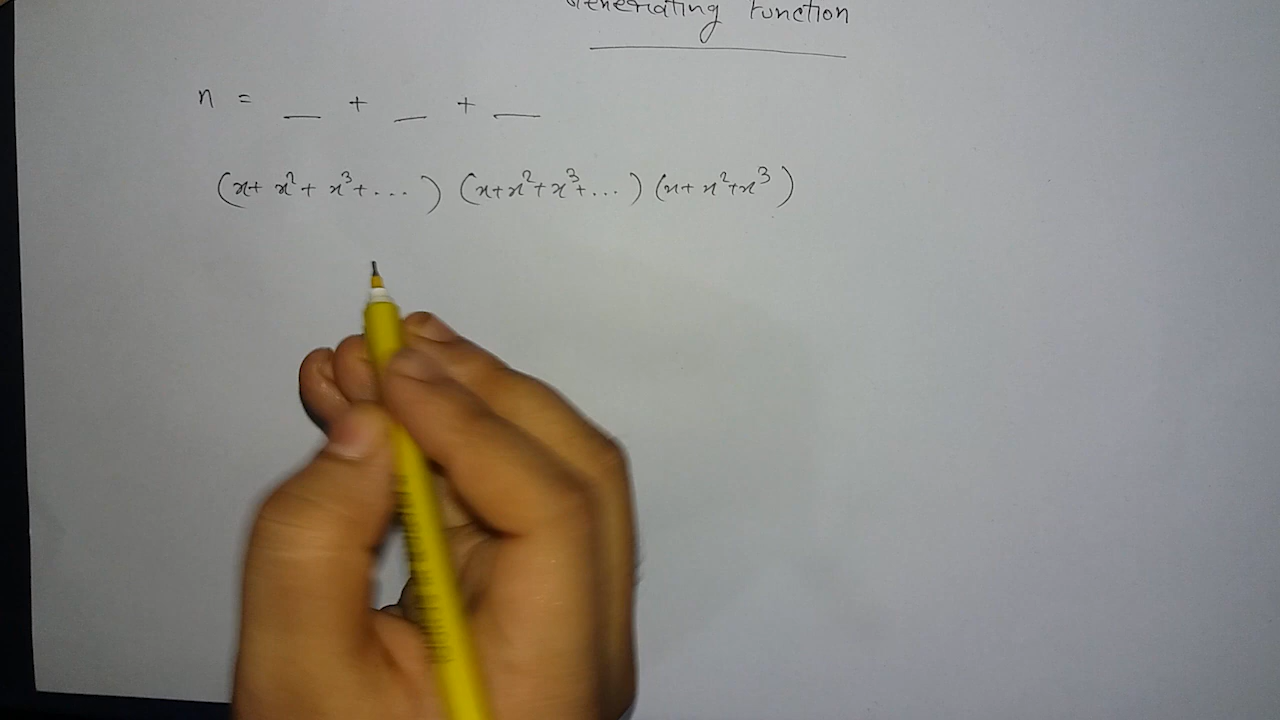 Generating Function
n = __ + __ + __
(x + x² + x³ + ...) (x + x² + x³ + ...) (x + x² + x³)